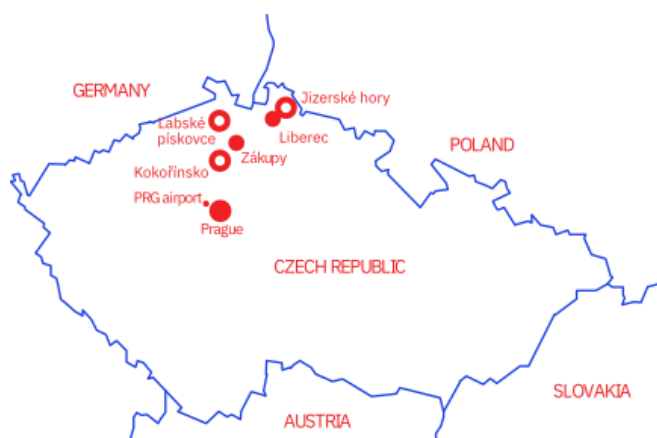 GERMANY
Jizerské hory
Labské
pískovce
Liberec
POLAND
Zákupy
Kokořínsko
PRG airport
Prague
CZECH REPUBLIC
SLOVAKIA
AUSTRIA